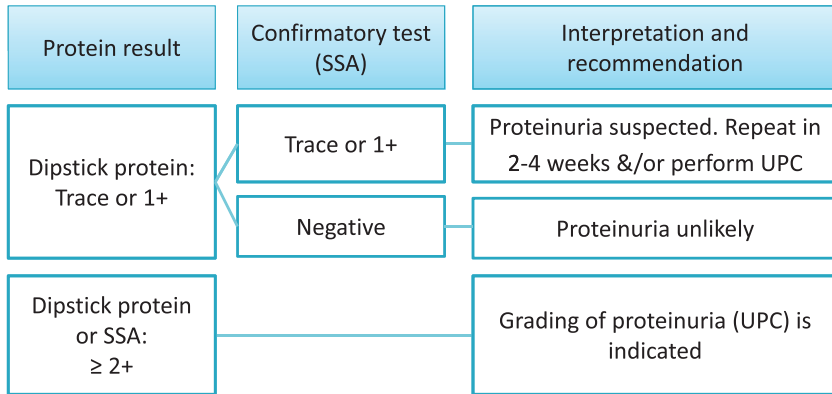 Protein result
Confirmatory test
(SSA)
Interpretation and
recommendation
Dipstick protein:
Trace or 1+
Trace or 1+
Proteinuria suspected. Repeat in
2-4 weeks &/or perform UPC
Negative
Proteinuria unlikely
Dipstick protein
or SSA:
≥ 2+
Grading of proteinuria (UPC) is
indicated